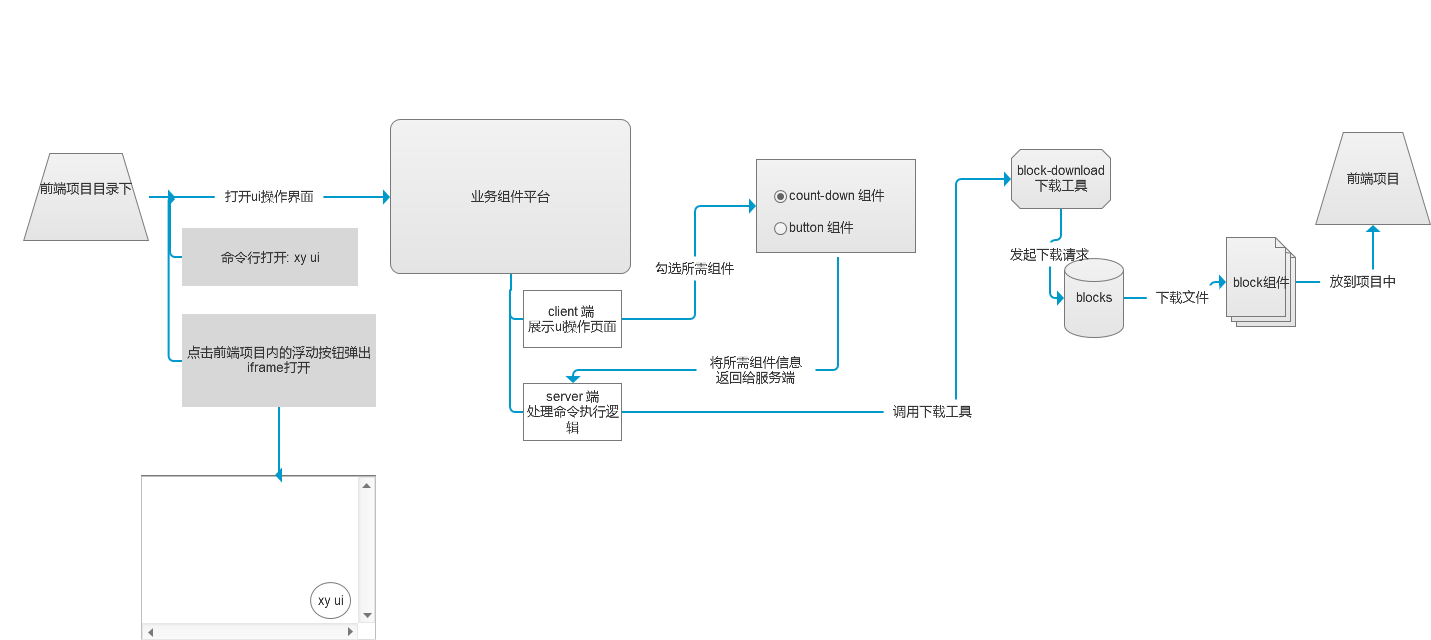 前端项目目录下
打开ui操作界面
命令行打开: xy ui
点击前端项目内的浮动按钮弹出
iframe打开
xy ui
业务组件平台
client 端
展示ui操作页面
server 端
处理命令执行逻
辑
勾选所需组件
count-down 组件
button 组件
将所需组件信息
返回给服务端
调用下载工具
block-download
下载工具
发起下载请求
blocks
下载文件
block组件
放到项目中
前端项目